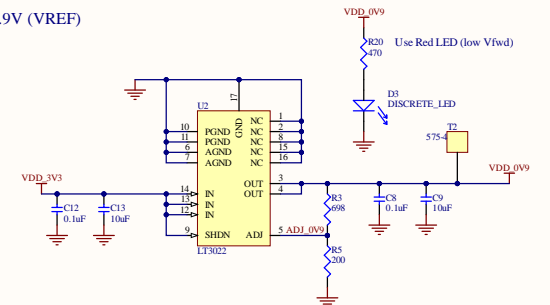 .9V (VREF)
VDD_0V9
R20
470
Use Red LED (low Vfwd)
D3
DISCRETE_LED
U2
17
GND
10 PGND NC 1
11 PGND NC 2
6 AGND NC 8
7 AGND NC 15
NC 16
T2
575-4
VDD_3V3
VDD_0V9
OUT 3
14 IN OUT 4
13 IN
12 IN
C12
0.1uF
C13
10uF
R3
698
C8
0.1uF
C9
10uF
9 SHDN ADJ 5 ADJ_0V9
LT3022
R5
200